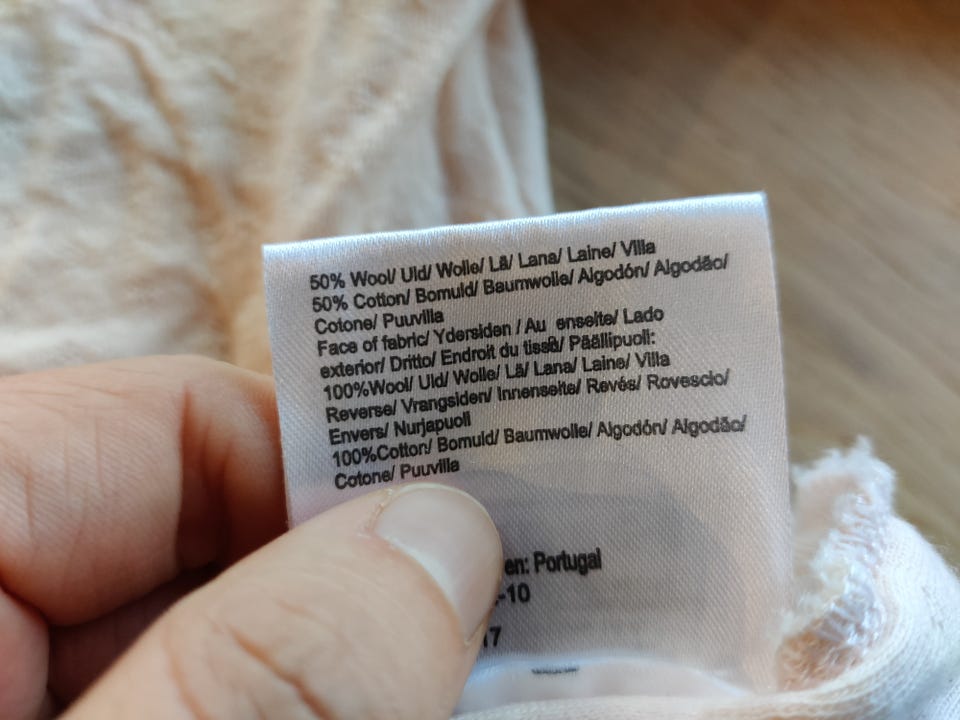 50% Wool/ Uld/ Wolle/ Lã/ Lana/ Laine/ Villa
50% Cotton/ Bomuld/ Baumwolle/ Algodón/ Algodão/
Cotone/ Puuvilla
Face of fabric/ Ydersiden / Au enseite/ Lado
exterior/ Dritto/ Endroit du tissu/ Päällipuoli:
100%Wool/ Uld/ Wolle/ Lã/ Lana/ Laine/ Villa
Reverse/ Vrangsiden/ Innenseite/ Revés/ Rovescio/
Envers/ Nurjapuoli
100%Cotton/ Bomuld/ Baumwolle/ Algodón/ Algodão/
Cotone/ Puuvilla
en: Portugal
-10
17